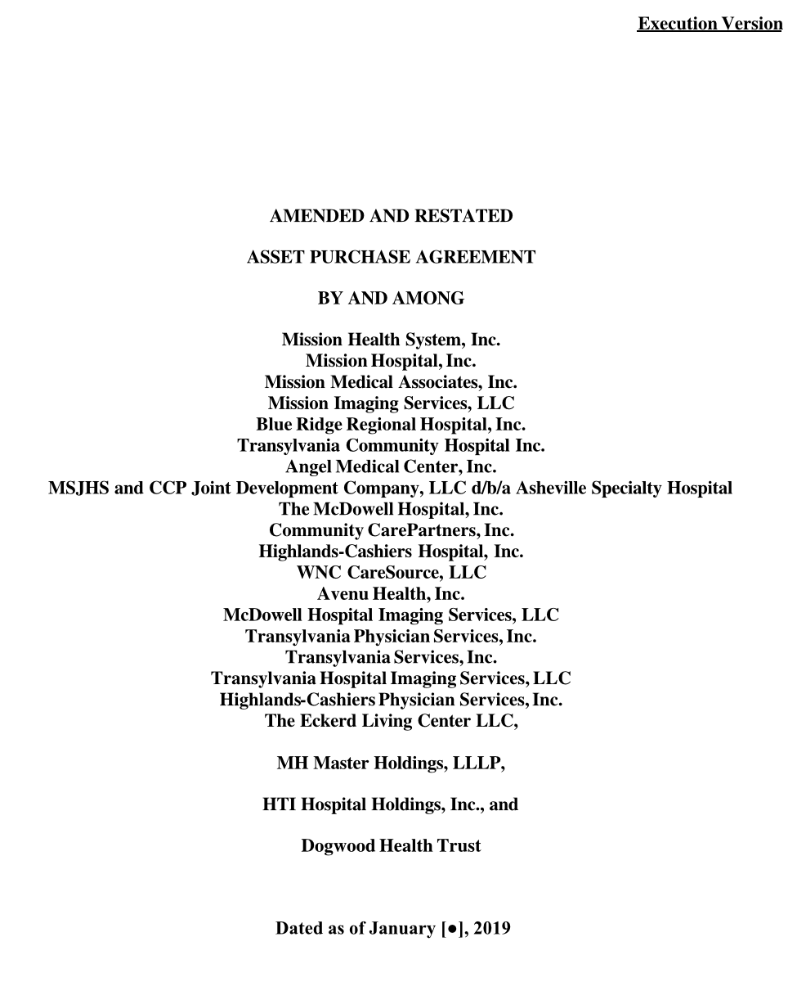 Execution Version
AMENDED AND RESTATED
ASSET PURCHASE AGREEMENT
BY AND AMONG
Mission Health System, Inc.
Mission Hospital, Inc.
Mission Medical Associates, Inc.
Mission Imaging Services, LLC
Blue Ridge Regional Hospital, Inc.
Transylvania Community Hospital Inc.
Angel Medical Center, Inc.
MSJHS and CCP Joint Development Company, LLC d/b/a Asheville Specialty Hospital
The McDowell Hospital, Inc.
Community CarePartners, Inc.
Highlands-Cashiers Hospital, Inc.
WNC CareSource, LLC
Avenu Health, Inc.
McDowell Hospital Imaging Services, LLC
Transylvania Physician Services, Inc.
Transylvania Services, Inc.
Transylvania Hospital Imaging Services, LLC
Highlands-Cashiers Physician Services, Inc.
The Eckerd Living Center LLC,
MH Master Holdings, LLLP,
HTI Hospital Holdings, Inc., and
Dogwood Health Trust
Dated as of January [●], 2019